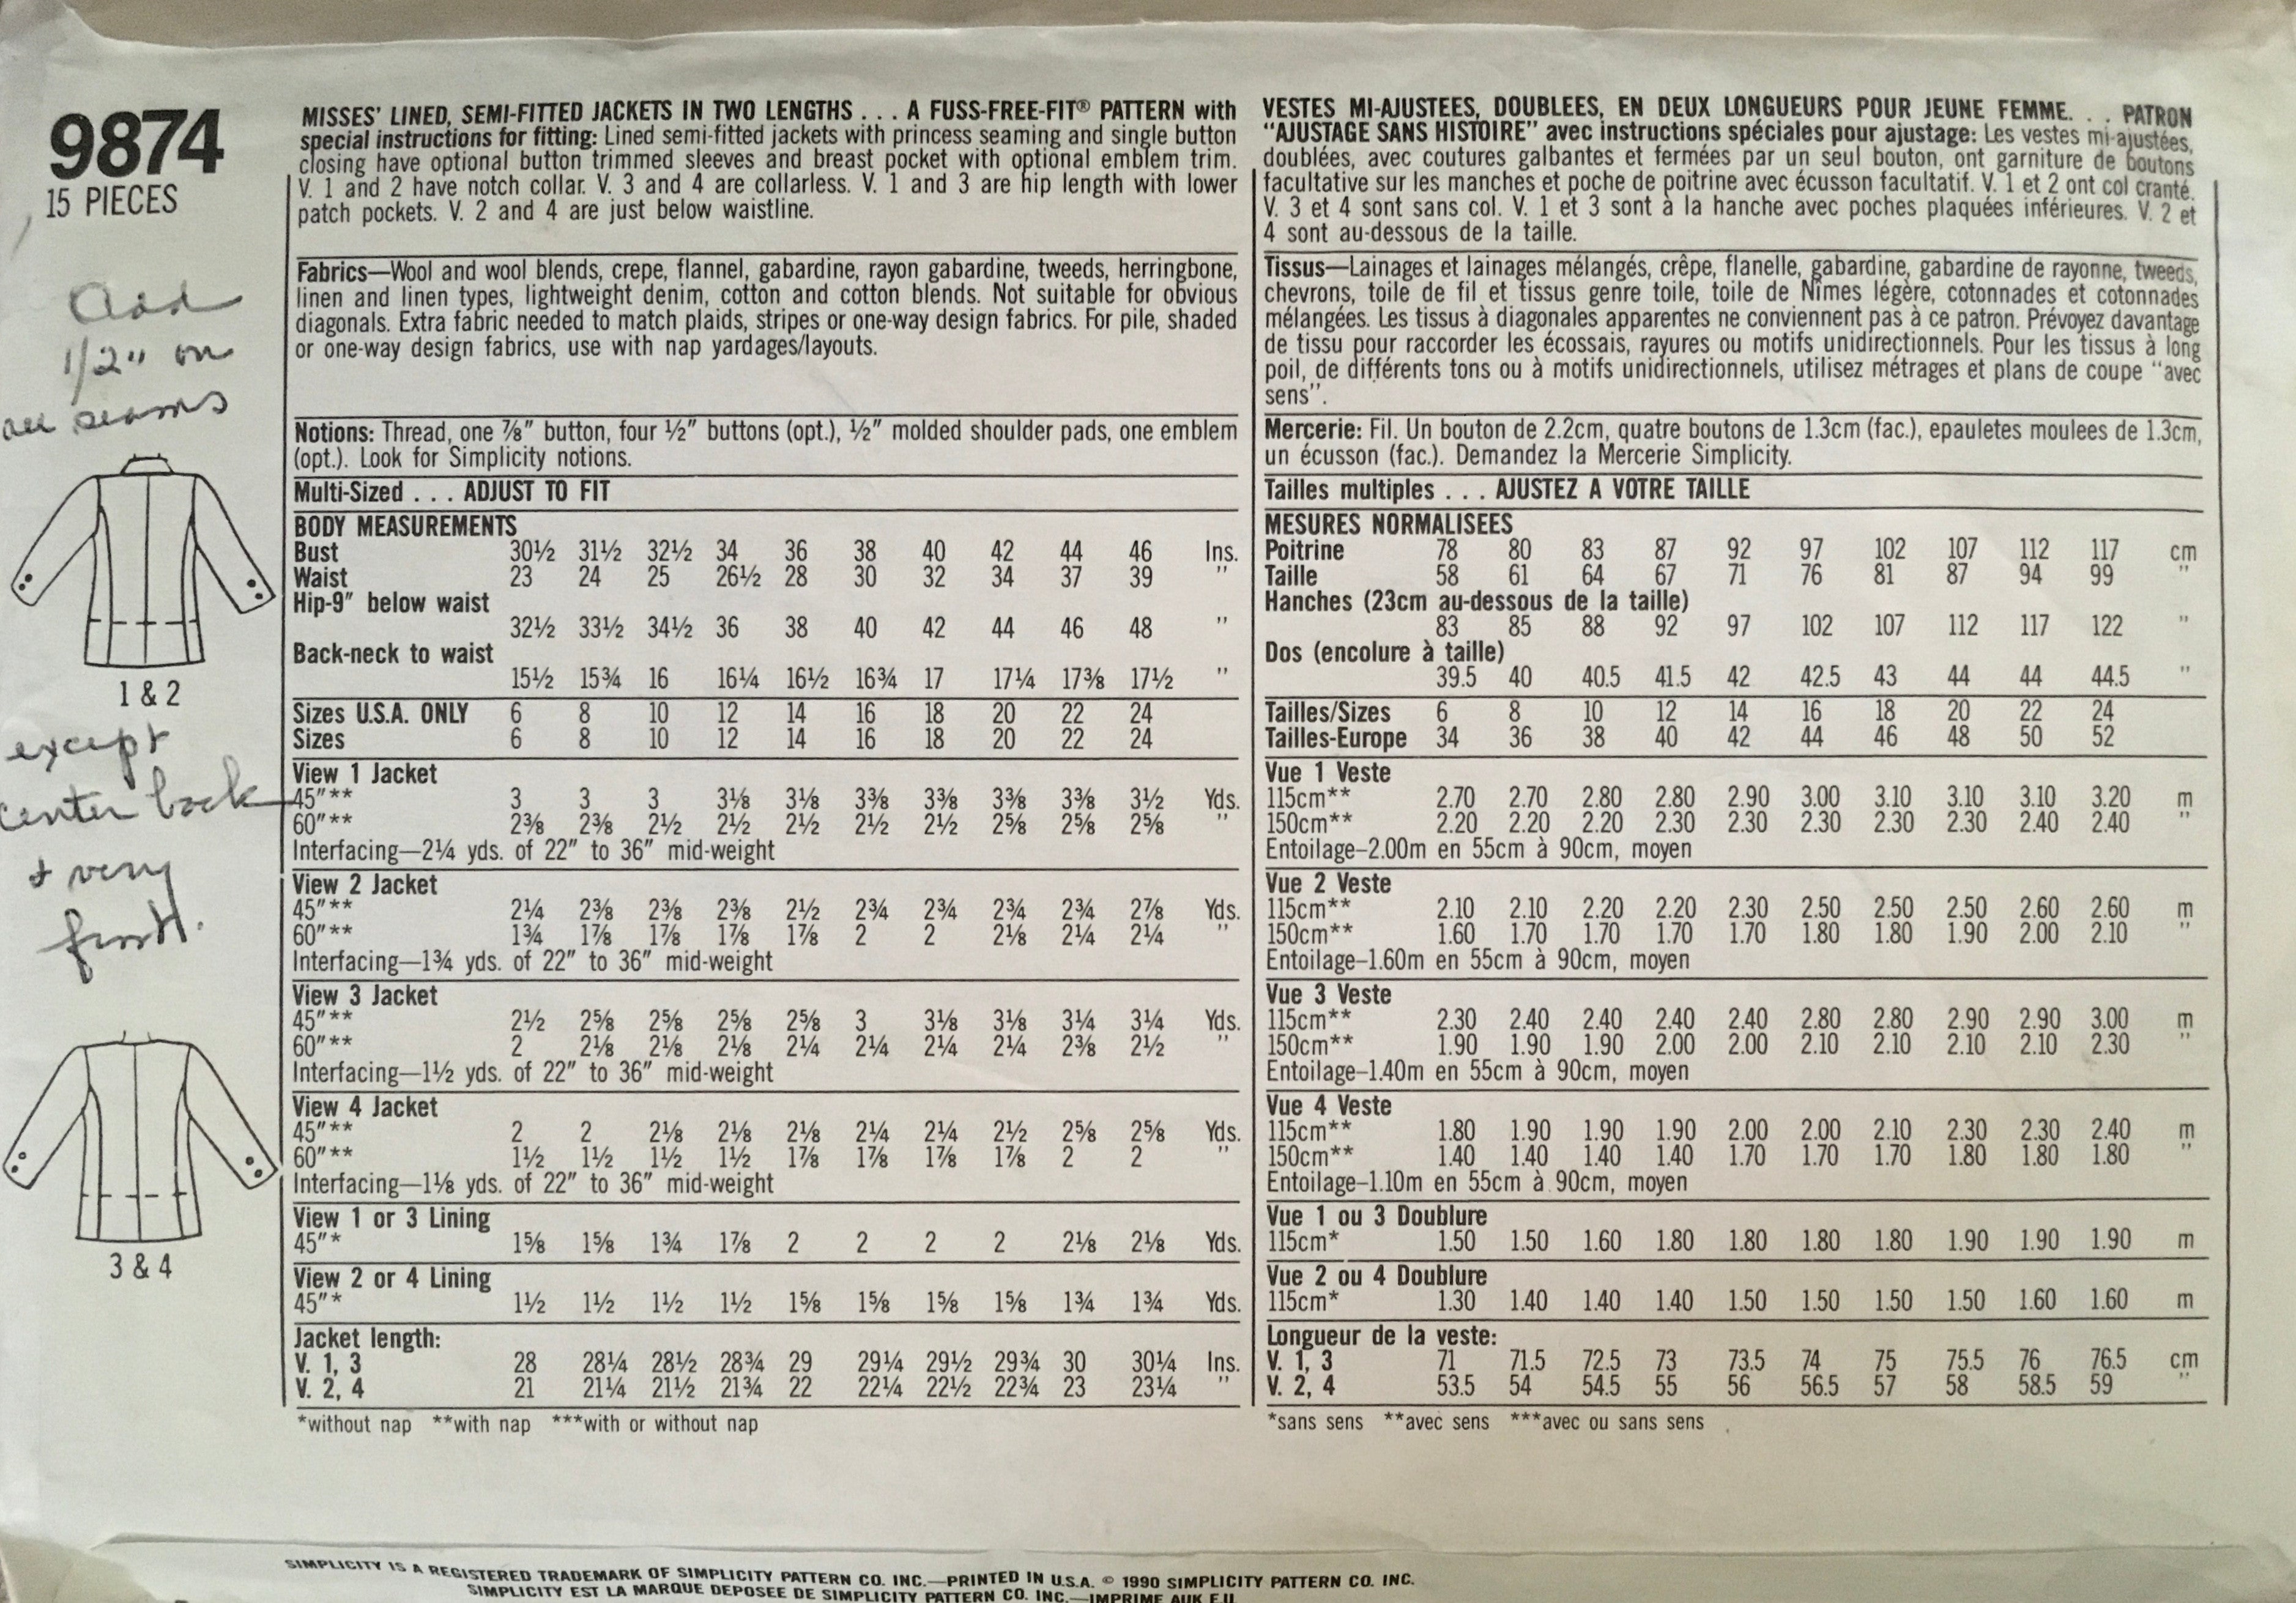 9874
15 PIECES
add
1/2" on
all seams
1 & 2
except
center back
+ very
front.
3 & 4
MISSES' LINED, SEMI-FITTED JACKETS IN TWO LENGTHS . . . A FUSS-FREE-FIT® PATTERN with
special instructions for fitting: Lined semi-fitted jackets with princess seaming and single button
closing have optional button trimmed sleeves and breast pocket with optional emblem trim.
V. 1 and 2 have notch collar. V. 3 and 4 are collarless. V. 1 and 3 are hip length with lower
patch pockets. V. 2 and 4 are just below waistline.
Fabrics—Wool and wool blends, crepe, flannel, gabardine, rayon gabardine, tweeds, herringbone,
linen and linen types, lightweight denim, cotton and cotton blends. Not suitable for obvious
diagonals. Extra fabric needed to match plaids, stripes or one-way design fabrics. For pile, shaded
or one-way design fabrics, use with nap yardages/layouts.
Notions: Thread, one ⅞" button, four ½" buttons (opt.), ½" molded shoulder pads, one emblem
(opt.). Look for Simplicity notions.
Multi-Sized . . . ADJUST TO FIT
BODY MEASUREMENTS
Bust 30½ 31½ 32½ 34 36 38 40 42 44 46 Ins.
Waist 23 24 25 26½ 28 30 32 34 37 39 "
Hip-9" below waist
32½ 33½ 34½ 36 38 40 42 44 46 48 "
Back-neck to waist
15½ 15¾ 16 16¼ 16½ 16¾ 17 17¼ 17⅜ 17½ "
Sizes U.S.A. ONLY 6 8 10 12 14 16 18 20 22 24
Sizes 6 8 10 12 14 16 18 20 22 24
View 1 Jacket
45"** 3 3 3 3⅛ 3⅛ 3⅜ 3⅜ 3⅜ 3⅜ 3½ Yds.
60"** 2⅜ 2⅜ 2½ 2½ 2½ 2½ 2½ 2⅝ 2⅝ 2⅝ "
Interfacing—2¼ yds. of 22" to 36" mid-weight
View 2 Jacket
45"** 2¼ 2⅜ 2⅜ 2⅜ 2½ 2¾ 2¾ 2¾ 2¾ 2⅞ Yds.
60"** 1¾ 1⅞ 1⅞ 1⅞ 1⅞ 2 2 2⅛ 2¼ 2¼ "
Interfacing—1¾ yds. of 22" to 36" mid-weight
View 3 Jacket
45"** 2½ 2⅝ 2⅝ 2⅝ 2⅝ 3 3⅛ 3⅛ 3¼ 3¼ Yds.
60"** 2 2⅛ 2⅛ 2⅛ 2¼ 2¼ 2¼ 2¼ 2⅜ 2½ "
Interfacing—1½ yds. of 22" to 36" mid-weight
View 4 Jacket
45"** 2 2 2⅛ 2⅛ 2⅛ 2¼ 2¼ 2½ 2⅝ 2⅝ Yds.
60"** 1½ 1½ 1½ 1½ 1⅞ 1⅞ 1⅞ 1⅞ 2 2 "
Interfacing—1⅛ yds. of 22" to 36" mid-weight
View 1 or 3 Lining
45"* 1⅝ 1⅝ 1¾ 1⅞ 2 2 2 2 2⅛ 2⅛ Yds.
View 2 or 4 Lining
45"* 1½ 1½ 1½ 1½ 1⅝ 1⅝ 1⅝ 1⅝ 1¾ 1¾ Yds.
Jacket length:
V. 1, 3 28 28¼ 28½ 28¾ 29 29¼ 29½ 29¾ 30 30¼ Ins.
V. 2, 4 21 21¼ 21½ 21¾ 22 22¼ 22½ 22¾ 23 23¼ "
*without nap **with nap ***with or without nap
VESTES MI-AJUSTEES, DOUBLEES, EN DEUX LONGUEURS POUR JEUNE FEMME. . . PATRON
"AJUSTAGE SANS HISTOIRE" avec instructions spéciales pour ajustage: Les vestes mi-ajustées,
doublées, avec coutures galbantes et fermées par un seul bouton, ont garniture de boutons
facultative sur les manches et poche de poitrine avec écusson facultatif. V. 1 et 2 ont col cranté.
V. 3 et 4 sont sans col. V. 1 et 3 sont à la hanche avec poches plaquées inférieures. V. 2 et
4 sont au-dessous de la taille.
Tissus—Lainages et lainages mélangés, crêpe, flanelle, gabardine, gabardine de rayonne, tweeds,
chevrons, toile de fil et tissus genre toile, toile de Nîmes légère, cotonnades et cotonnades
mélangées. Les tissus à diagonales apparentes ne conviennent pas à ce patron. Prévoyez davantage
de tissu pour raccorder les écossais, rayures ou motifs unidirectionnels. Pour les tissus à long
poil, de différents tons ou à motifs unidirectionnels, utilisez métrages et plans de coupe "avec
sens".
Mercerie: Fil. Un bouton de 2.2cm, quatre boutons de 1.3cm (fac.), epauletes moulees de 1.3cm,
un écusson (fac.). Demandez la Mercerie Simplicity.
Tailles multiples . . . AJUSTEZ A VOTRE TAILLE
MESURES NORMALISEES
Poitrine 78 80 83 87 92 97 102 107 112 117 cm
Taille 58 61 64 67 71 76 81 87 94 99 "
Hanches (23cm au-dessous de la taille)
83 85 88 92 97 102 107 112 117 122 "
Dos (encolure à taille)
39.5 40 40.5 41.5 42 42.5 43 44 44 44.5 "
Tailles/Sizes 6 8 10 12 14 16 18 20 22 24
Tailles-Europe 34 36 38 40 42 44 46 48 50 52
Vue 1 Veste
115cm** 2.70 2.70 2.80 2.80 2.90 3.00 3.10 3.10 3.10 3.20 m
150cm** 2.20 2.20 2.20 2.30 2.30 2.30 2.30 2.30 2.40 2.40 "
Entoilage–2.00m en 55cm à 90cm, moyen
Vue 2 Veste
115cm** 2.10 2.10 2.20 2.20 2.30 2.50 2.50 2.50 2.60 2.60 m
150cm** 1.60 1.70 1.70 1.70 1.70 1.80 1.80 1.90 2.00 2.10 "
Entoilage–1.60m en 55cm à 90cm, moyen
Vue 3 Veste
115cm** 2.30 2.40 2.40 2.40 2.40 2.80 2.80 2.90 2.90 3.00 m
150cm** 1.90 1.90 1.90 2.00 2.00 2.10 2.10 2.10 2.10 2.30 "
Entoilage–1.40m en 55cm à 90cm, moyen
Vue 4 Veste
115cm** 1.80 1.90 1.90 1.90 2.00 2.00 2.10 2.30 2.30 2.40 m
150cm** 1.40 1.40 1.40 1.40 1.70 1.70 1.70 1.80 1.80 1.80 "
Entoilage–1.10m en 55cm à 90cm, moyen
Vue 1 ou 3 Doublure
115cm* 1.50 1.50 1.60 1.80 1.80 1.80 1.80 1.90 1.90 1.90 m
Vue 2 ou 4 Doublure
115cm* 1.30 1.40 1.40 1.40 1.50 1.50 1.50 1.50 1.60 1.60 m
Longueur de la veste:
V. 1, 3 71 71.5 72.5 73 73.5 74 75 75.5 76 76.5 cm
V. 2, 4 53.5 54 54.5 55 56 56.5 57 58 58.5 59 "
*sans sens **avec sens ***avec ou sans sens
SIMPLICITY IS A REGISTERED TRADEMARK OF SIMPLICITY PATTERN CO. INC.—PRINTED IN U.S.A. © 1990 SIMPLICITY PATTERN CO. INC.
SIMPLICITY EST LA MARQUE DEPOSEE DE SIMPLICITY PATTERN CO. INC.—IMPRIME AUX E.U.